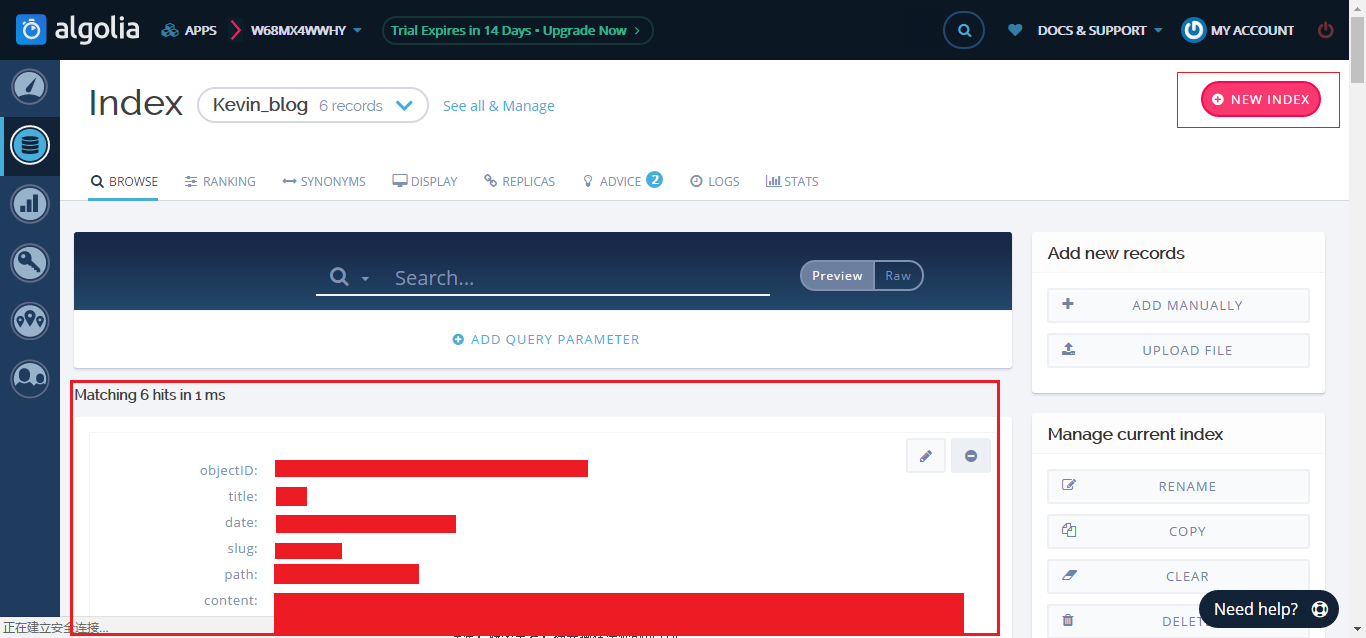 algolia APPS W68MX4WWHY Trial Expires in 14 Days • Upgrade Now > DOCS & SUPPORT MY ACCOUNT
Index Kevin_blog 6 records See all & Manage NEW INDEX
BROWSE RANKING SYNONYMS DISPLAY REPLICAS ADVICE 2 LOGS STATS
Search... Preview Raw
ADD QUERY PARAMETER
Matching 6 hits in 1 ms
objectID:
title:
date:
slug:
path:
content:
Add new records
ADD MANUALLY
UPLOAD FILE
Manage current index
RENAME
COPY
CLEAR
DELET
Need help?
正在建立安全连接...